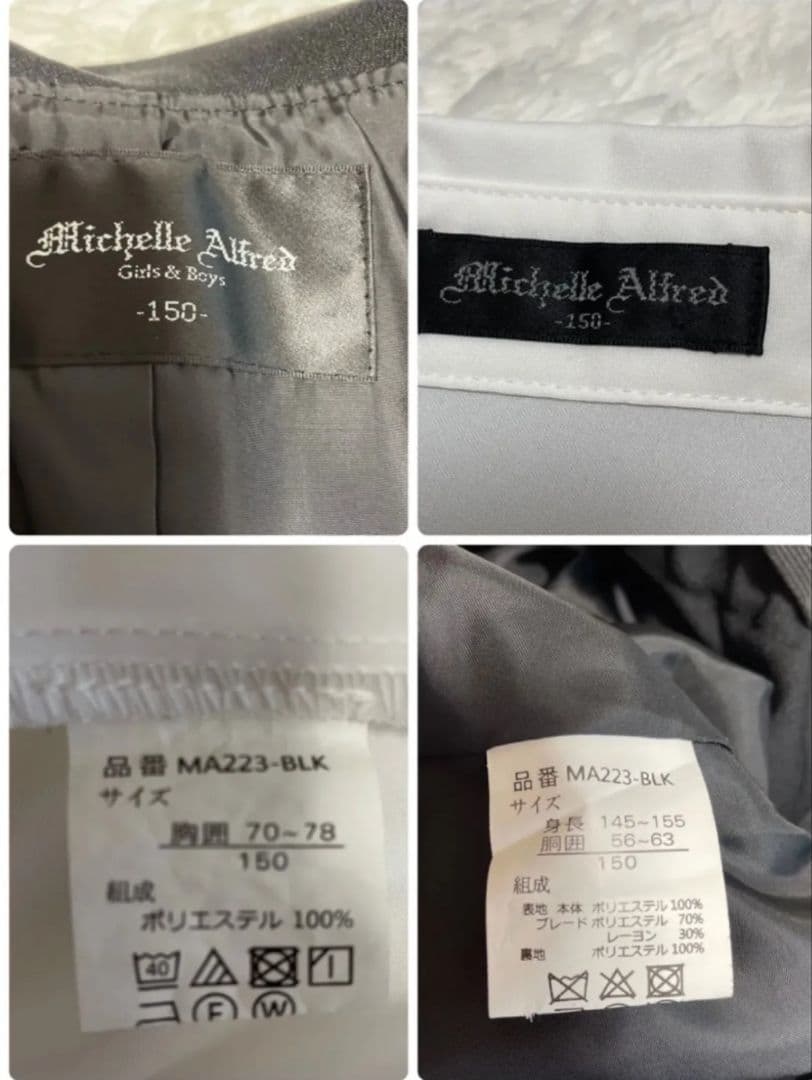 Michelle Alfred
Girls & Boys
-150-
Michelle Alfred
-150-
品番 MA223-BLK
サイズ
胸囲 70~78
150
組成
ポリエステル 100%
40
F W
品番 MA223-BLK
サイズ
身長 145~155
胴囲 56~63
150
組成
表地 本体 ポリエステル 100%
ブレード ポリエステル 70%
レーヨン 30%
裏地 ポリエステル 100%